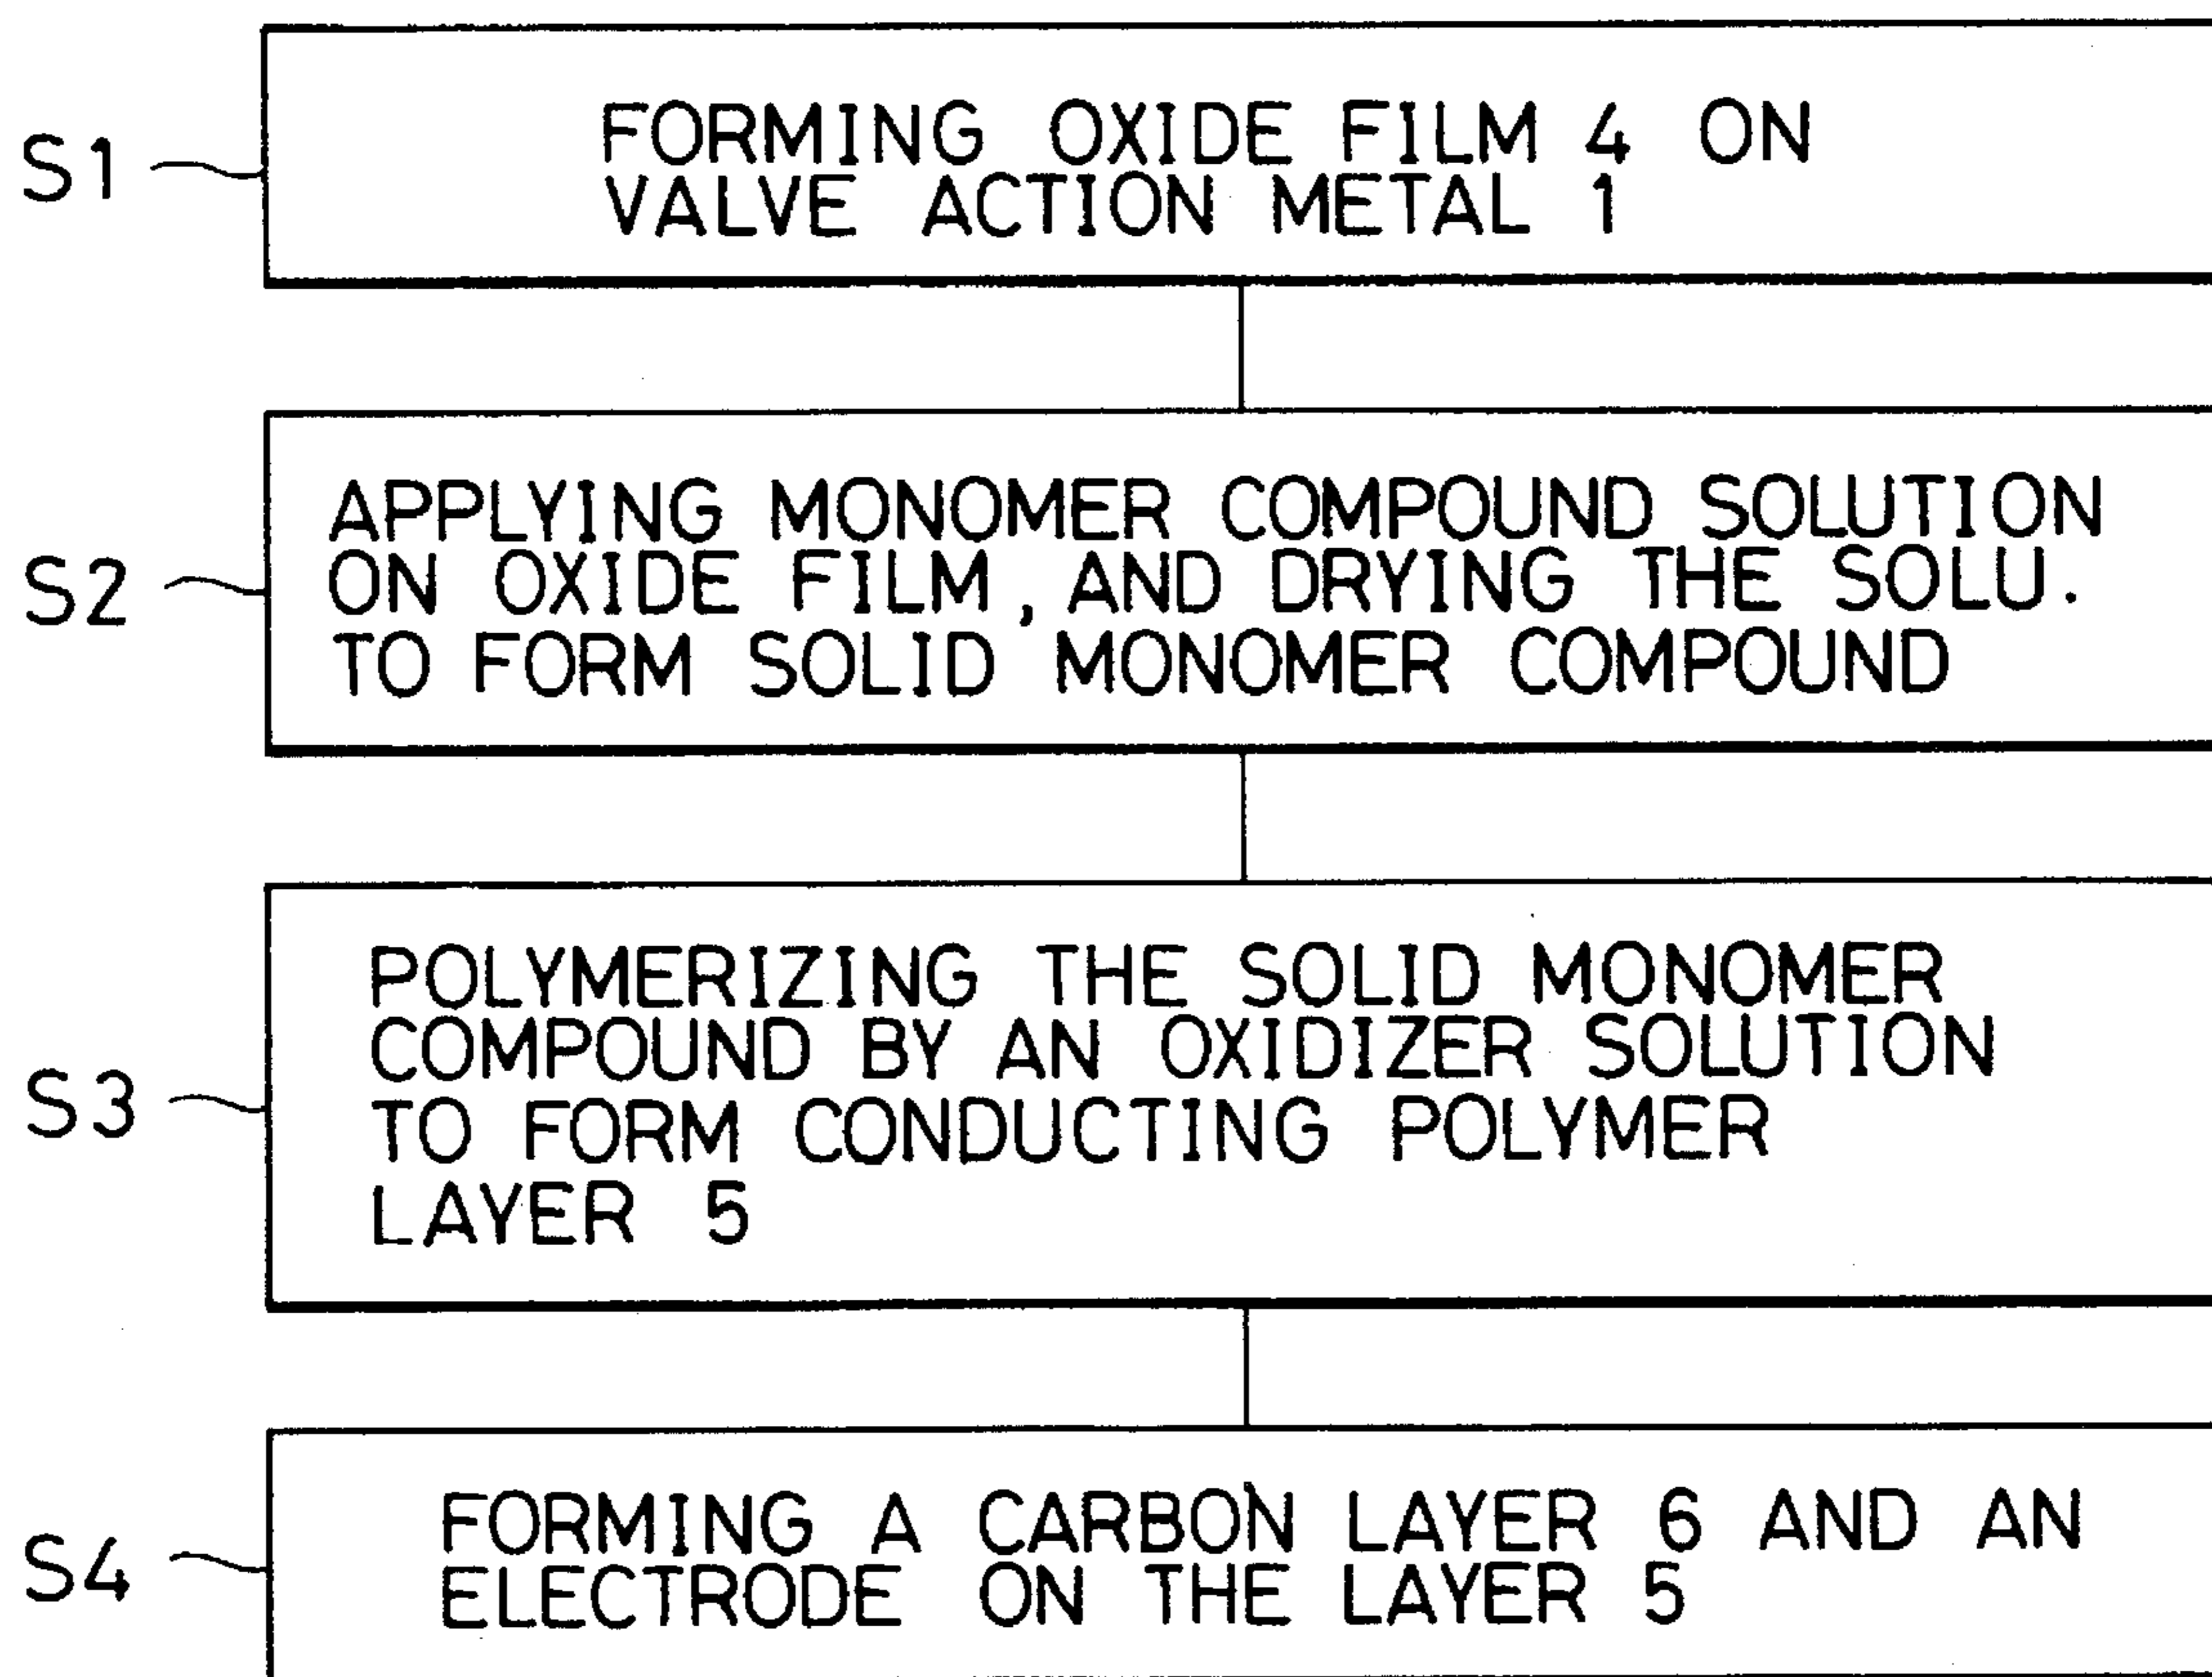 S1
FORMING OXIDE FILM 4 ON
VALVE ACTION METAL 1
S2
APPLYING MONOMER COMPOUND SOLUTION
ON OXIDE FILM, AND DRYING THE SOLU.
TO FORM SOLID MONOMER COMPOUND
S3
POLYMERIZING THE SOLID MONOMER
COMPOUND BY AN OXIDIZER SOLUTION
TO FORM CONDUCTING POLYMER
LAYER 5
S4
FORMING A CARBON LAYER 6 AND AN
ELECTRODE ON THE LAYER 5